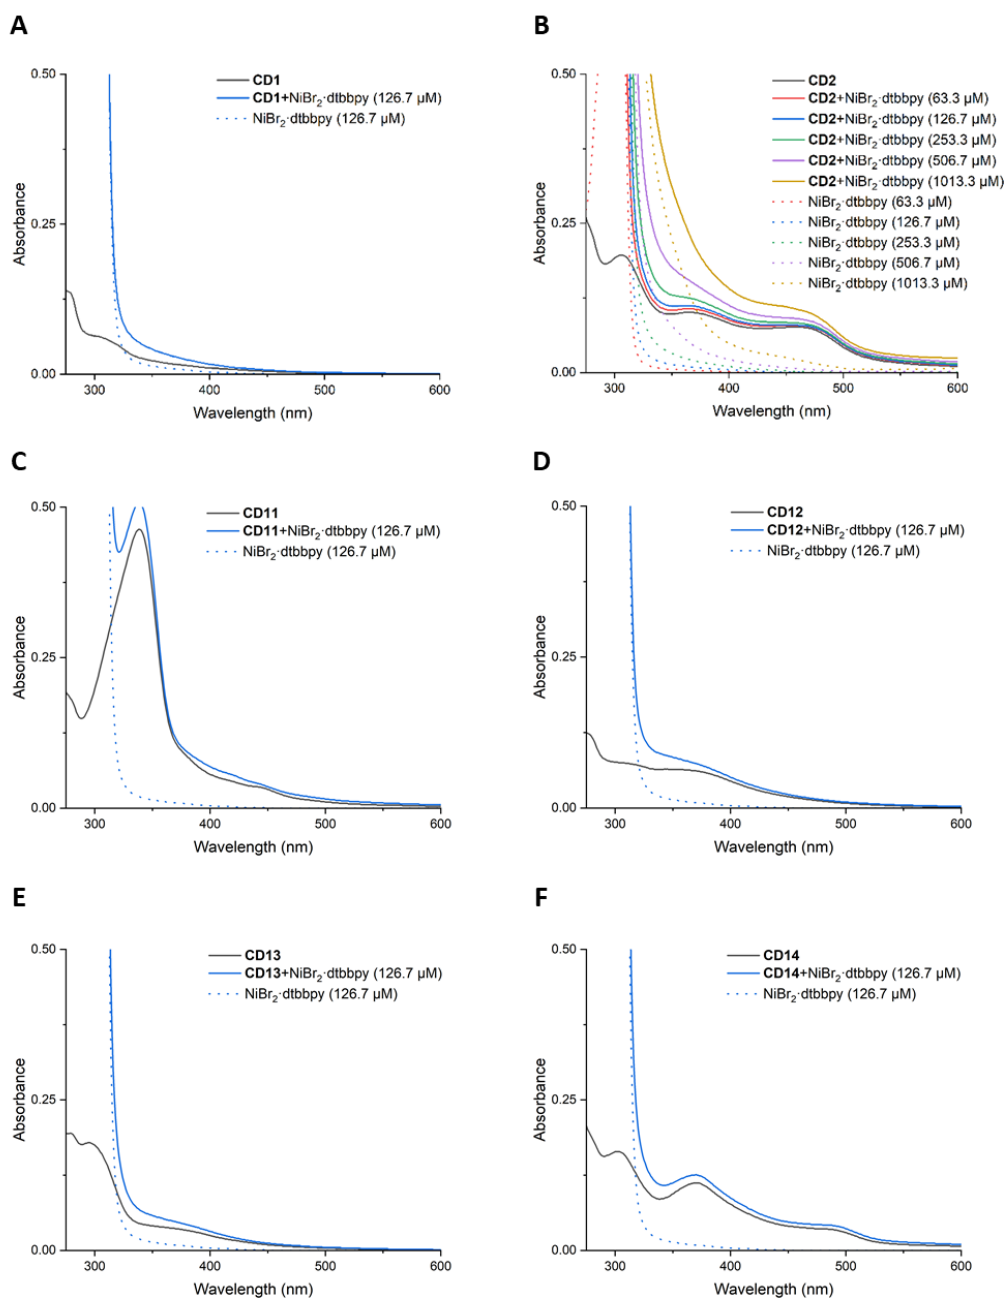 A
0.50
0.25
0.00
Absorbance
CD1
CD1+NiBr₂·dtbbpy (126.7 µM)
NiBr₂·dtbbpy (126.7 µM)
300 400 500 600
Wavelength (nm)
B
0.50
0.25
0.00
Absorbance
CD2
CD2+NiBr₂·dtbbpy (63.3 µM)
CD2+NiBr₂·dtbbpy (126.7 µM)
CD2+NiBr₂·dtbbpy (253.3 µM)
CD2+NiBr₂·dtbbpy (506.7 µM)
CD2+NiBr₂·dtbbpy (1013.3 µM)
NiBr₂·dtbbpy (63.3 µM)
NiBr₂·dtbbpy (126.7 µM)
NiBr₂·dtbbpy (253.3 µM)
NiBr₂·dtbbpy (506.7 µM)
NiBr₂·dtbbpy (1013.3 µM)
300 400 500 600
Wavelength (nm)
C
0.50
0.25
0.00
Absorbance
CD11
CD11+NiBr₂·dtbbpy (126.7 µM)
NiBr₂·dtbbpy (126.7 µM)
300 400 500 600
Wavelength (nm)
D
0.50
0.25
0.00
Absorbance
CD12
CD12+NiBr₂·dtbbpy (126.7 µM)
NiBr₂·dtbbpy (126.7 µM)
300 400 500 600
Wavelength (nm)
E
0.50
0.25
0.00
Absorbance
CD13
CD13+NiBr₂·dtbbpy (126.7 µM)
NiBr₂·dtbbpy (126.7 µM)
300 400 500 600
Wavelength (nm)
F
0.50
0.25
0.00
Absorbance
CD14
CD14+NiBr₂·dtbbpy (126.7 µM)
NiBr₂·dtbbpy (126.7 µM)
300 400 500 600
Wavelength (nm)